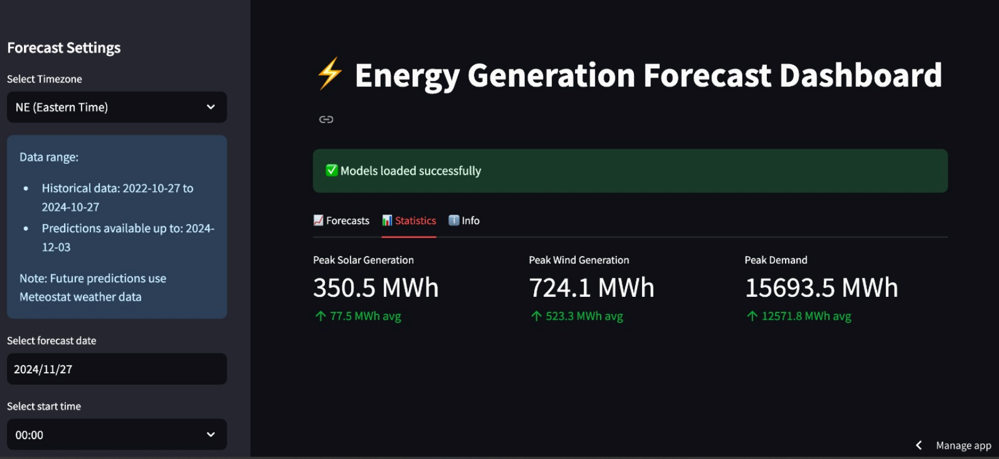 Forecast Settings
Select Timezone
NE (Eastern Time)
Data range:
• Historical data: 2022-10-27 to
2024-10-27
• Predictions available up to: 2024-
12-03
Note: Future predictions use
Meteostat weather data
Select forecast date
2024/11/27
Select start time
00:00
⚡ Energy Generation Forecast Dashboard
✅ Models loaded successfully
📈 Forecasts 📊 Statistics ℹ️ Info
Peak Solar Generation
350.5 MWh
↑ 77.5 MWh avg
Peak Wind Generation
724.1 MWh
↑ 523.3 MWh avg
Peak Demand
15693.5 MWh
↑ 12571.8 MWh avg
Manage app